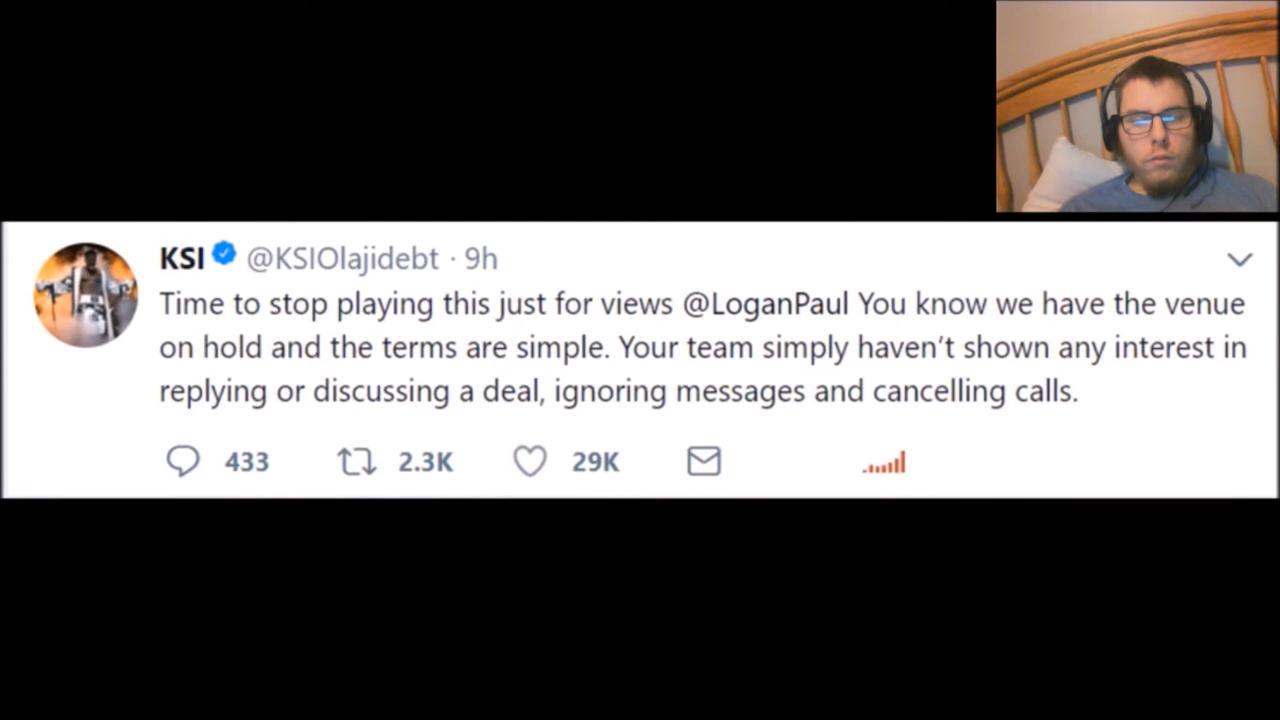 KSI @KSIOlajidebt · 9h
Time to stop playing this just for views @LoganPaul You know we have the venue
on hold and the terms are simple. Your team simply haven’t shown any interest in
replying or discussing a deal, ignoring messages and cancelling calls.
433 2.3K 29K